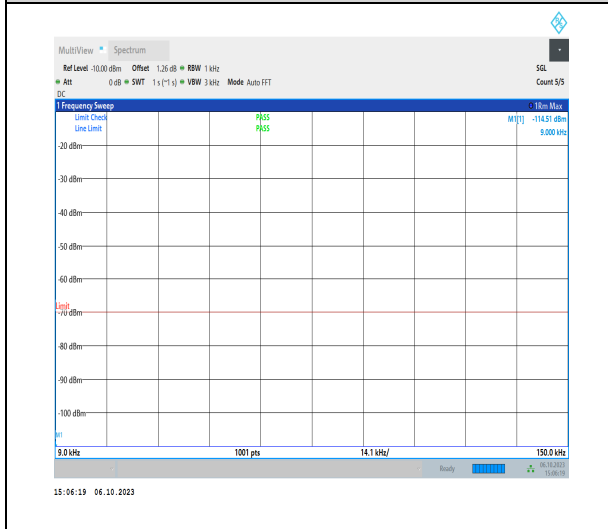 MultiView Spectrum
Ref Level -10.00 dBm Offset 1.26 dB RBW 1 kHz SGL
Att 0 dB SWT 1 s (~1 s) VBW 3 kHz Mode Auto FFT Count 5/5
DC
1 Frequency Sweep 1Rm Max
Limit Check PASS M1[1] -114.51 dBm
Line Limit PASS 9.000 kHz
-20 dBm
-30 dBm
-40 dBm
-50 dBm
-60 dBm
Limit
-70 dBm
-80 dBm
-90 dBm
-100 dBm
M1
9.0 kHz 1001 pts 14.1 kHz/ 150.0 kHz
Ready 06.10.2023
15:06:19
15:06:19 06.10.2023